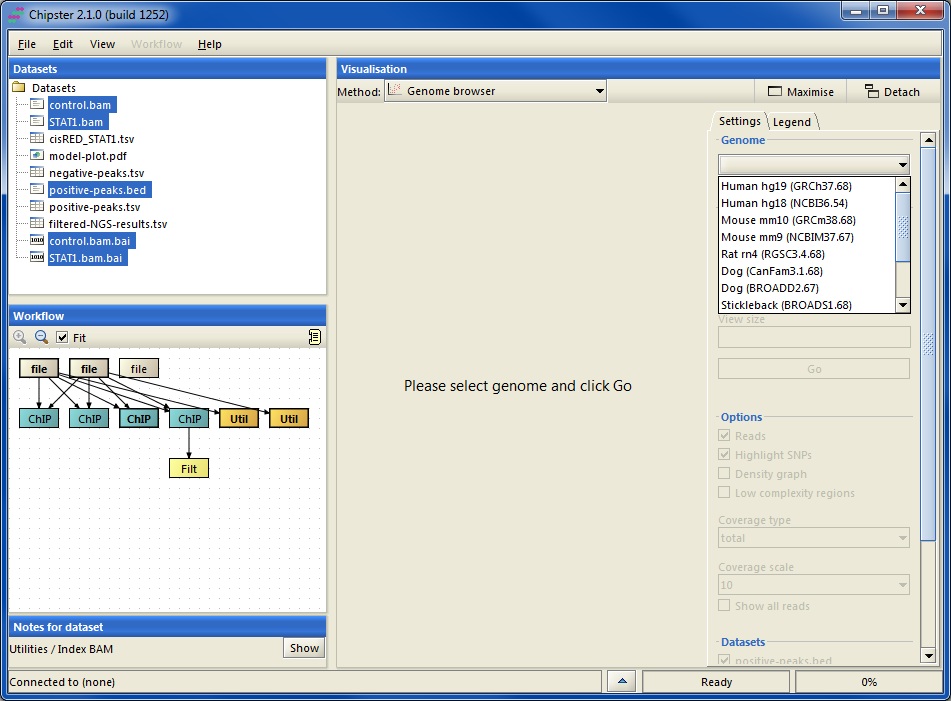 Chipster 2.1.0 (build 1252)
File Edit View Workflow Help
Datasets
Datasets
control.bam
STAT1.bam
cisRED_STAT1.tsv
model-plot.pdf
negative-peaks.tsv
positive-peaks.bed
positive-peaks.tsv
filtered-NGS-results.tsv
control.bam.bai
STAT1.bam.bai
Workflow
Fit
file file file
ChIP ChIP ChIP ChIP Util Util
Filt
Notes for dataset
Utilities / Index BAM Show
Visualisation
Method: Genome browser Maximise Detach
Please select genome and click Go
Settings Legend
Genome
Human hg19 (GRCh37.68)
Human hg18 (NCBI36.54)
Mouse mm10 (GRCm38.68)
Mouse mm9 (NCBIM37.67)
Rat rn4 (RGSC3.4.68)
Dog (CanFam3.1.68)
Dog (BROADD2.67)
Stickleback (BROADS1.68)
View size
Go
Options
Reads
Highlight SNPs
Density graph
Low complexity regions
Coverage type
total
Coverage scale
10
Show all reads
Datasets
positive-peaks.bed
Connected to (none) Ready 0%